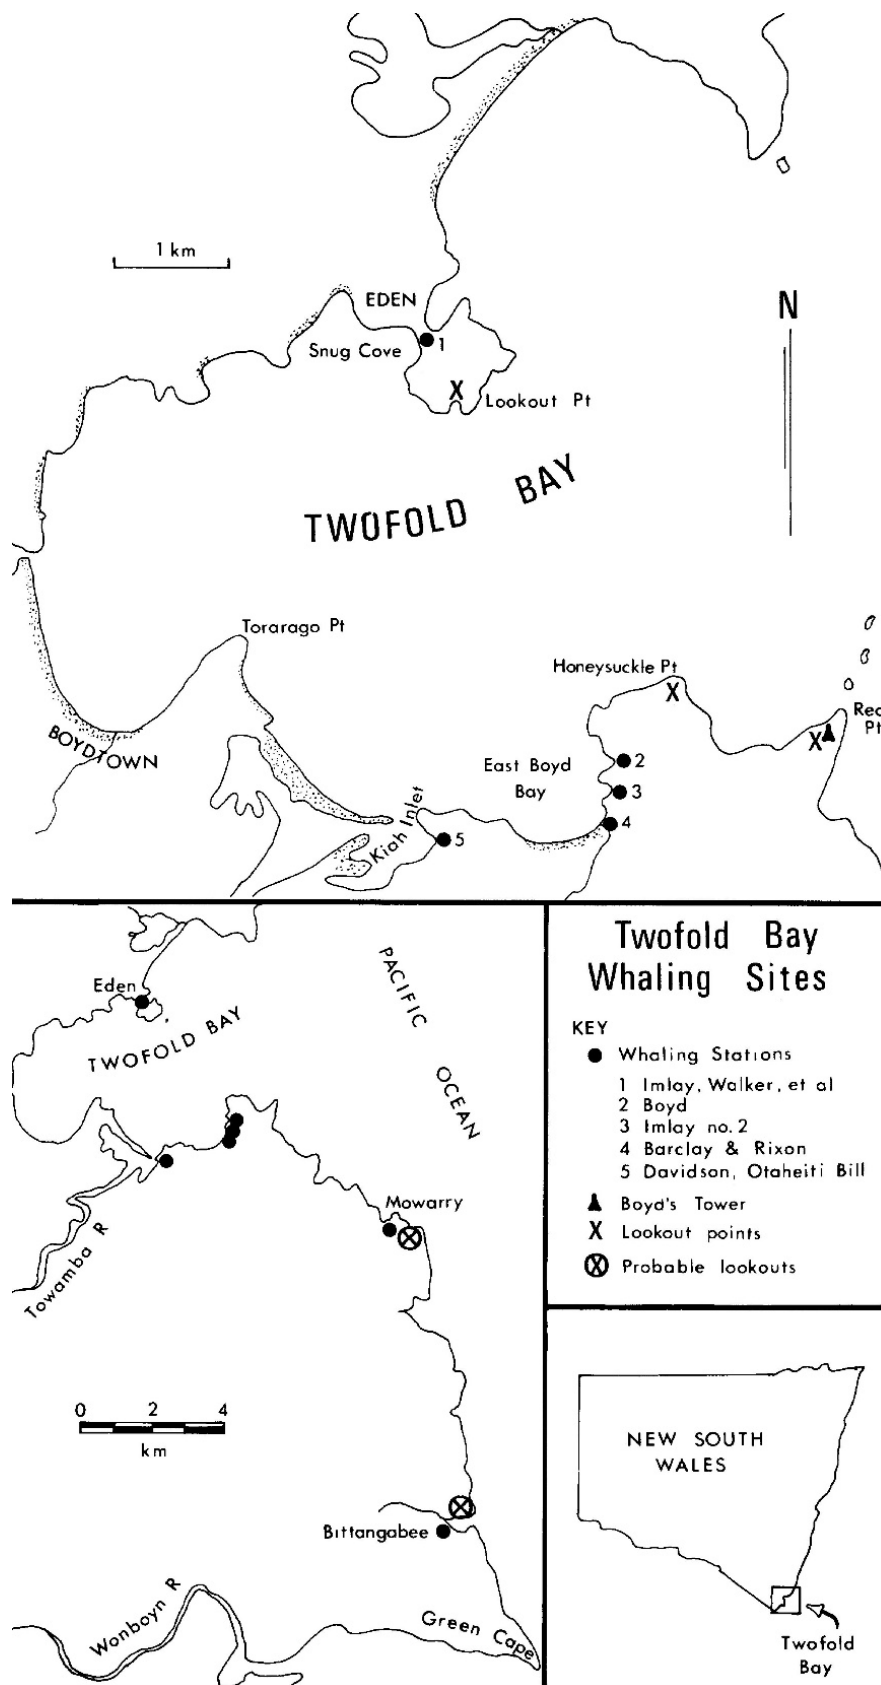 1 km
EDEN
N
1
Snug Cove
X
Lookout Pt
TWOFOLD BAY
Torarago Pt
Honeysuckle Pt
X
Red
Pt
X
BOYDTOWN
East Boyd
Bay
2
3
4
Kiah Inlet
5
Eden
TWOFOLD BAY
PACIFIC OCEAN
Towamba R
Mowarry
0 2 4
km
Bittangabee
Wonboyn R
Green Cape
Twofold Bay
Whaling Sites
KEY
Whaling Stations
1 Imlay, Walker, et al
2 Boyd
3 Imlay no. 2
4 Barclay & Rixon
5 Davidson, Otaheiti Bill
Boyd's Tower
X Lookout points
Probable lookouts
NEW SOUTH
WALES
Twofold
Bay